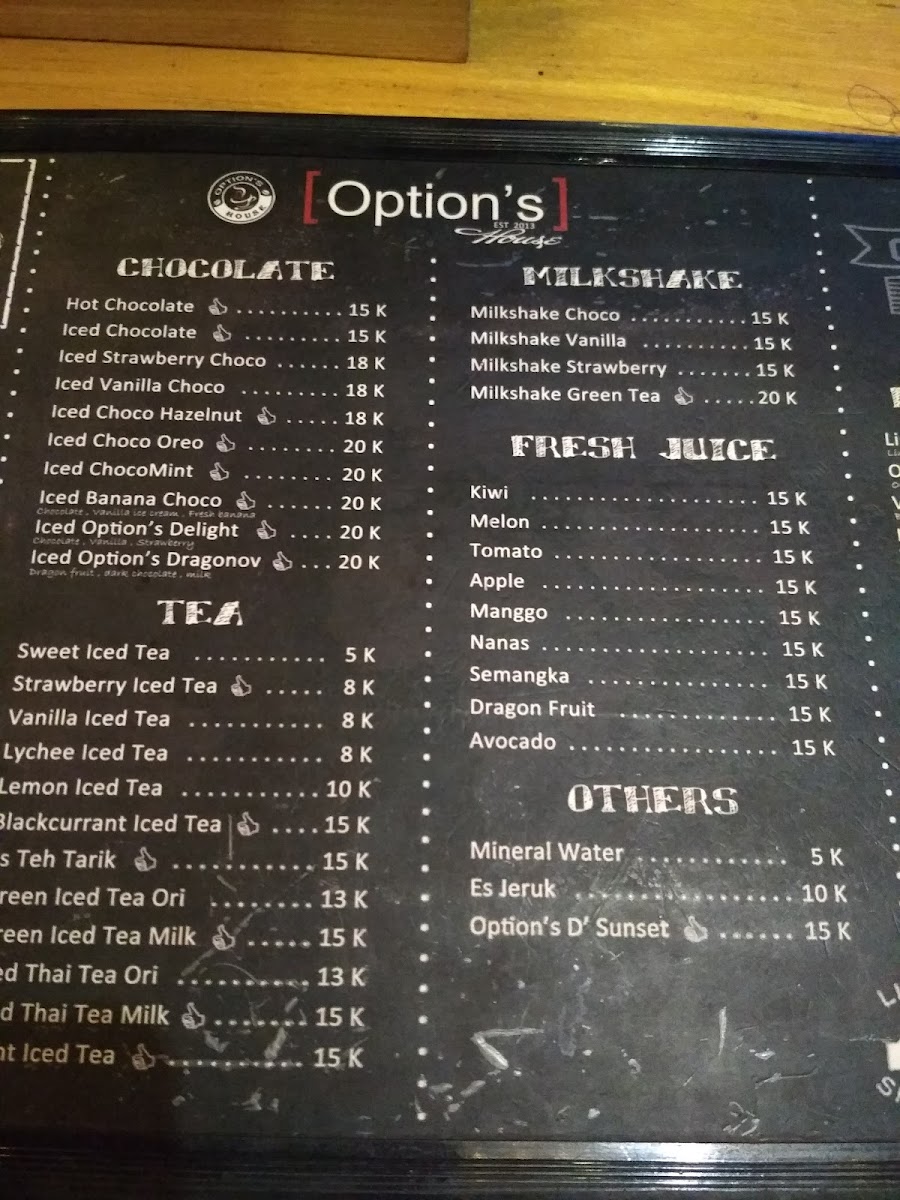 OPTION'S
HOUSE
[Option's]
EST 2013
House
CHOCOLATE
Hot Chocolate .......... 15 K
Iced Chocolate ......... 15 K
Iced Strawberry Choco ...... 18 K
Iced Vanilla Choco ......... 18 K
Iced Choco Hazelnut ...... 18 K
Iced Choco Oreo ........ 20 K
Iced ChocoMint ........ 20 K
Iced Banana Choco ...... 20 K
Chocolate , Vanilla ice cream , Fresh banana
Iced Option's Delight .... 20 K
Chocolate , Vanilla , Strawberry
Iced Option's Dragonov ... 20 K
Dragon fruit , dark chocolate , milk
TEA
Sweet Iced Tea ........... 5 K
Strawberry Iced Tea ..... 8 K
Vanilla Iced Tea ........... 8 K
Lychee Iced Tea ........... 8 K
Lemon Iced Tea ........... 10 K
Blackcurrant Iced Tea .... 15 K
s Teh Tarik ............ 15 K
reen Iced Tea Ori ........ 13 K
reen Iced Tea Milk ..... 15 K
ed Thai Tea Ori .......... 13 K
d Thai Tea Milk ....... 15 K
nt Iced Tea ........... 15 K
MILKSHAKE
Milkshake Choco ........... 15 K
Milkshake Vanilla .......... 15 K
Milkshake Strawberry ....... 15 K
Milkshake Green Tea ..... 20 K
FRESH JUICE
Kiwi ...................... 15 K
Melon .................... 15 K
Tomato .................. 15 K
Apple .................... 15 K
Manggo .................. 15 K
Nanas .................... 15 K
Semangka ................ 15 K
Dragon Fruit ............. 15 K
Avocado .................. 15 K
OTHERS
Mineral Water ............ 5 K
Es Jeruk .................. 10 K
Option's D' Sunset ...... 15 K